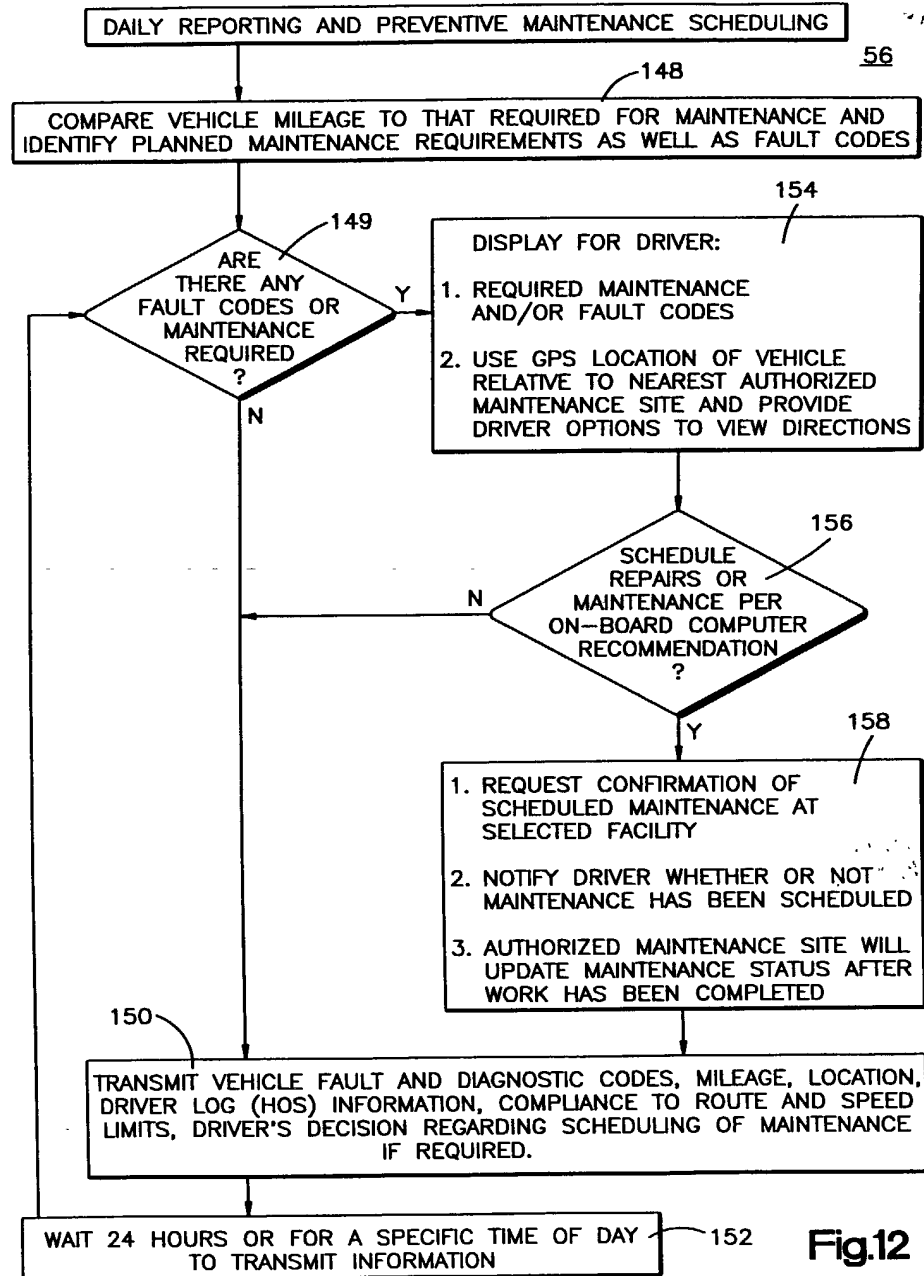 DAILY REPORTING AND PREVENTIVE MAINTENANCE SCHEDULING
56
148
COMPARE VEHICLE MILEAGE TO THAT REQUIRED FOR MAINTENANCE AND
IDENTIFY PLANNED MAINTENANCE REQUIREMENTS AS WELL AS FAULT CODES
149
ARE
THERE ANY
FAULT CODES OR
MAINTENANCE
REQUIRED
?
Y
N
154
DISPLAY FOR DRIVER:
1. REQUIRED MAINTENANCE
AND/OR FAULT CODES
2. USE GPS LOCATION OF VEHICLE
RELATIVE TO NEAREST AUTHORIZED
MAINTENANCE SITE AND PROVIDE
DRIVER OPTIONS TO VIEW DIRECTIONS
156
SCHEDULE
REPAIRS OR
MAINTENANCE PER
ON-BOARD COMPUTER
RECOMMENDATION
?
N
Y
158
1. REQUEST CONFIRMATION OF
SCHEDULED MAINTENANCE AT
SELECTED FACILITY
2. NOTIFY DRIVER WHETHER OR NOT
MAINTENANCE HAS BEEN SCHEDULED
3. AUTHORIZED MAINTENANCE SITE WILL
UPDATE MAINTENANCE STATUS AFTER
WORK HAS BEEN COMPLETED
150
TRANSMIT VEHICLE FAULT AND DIAGNOSTIC CODES, MILEAGE, LOCATION,
DRIVER LOG (HOS) INFORMATION, COMPLIANCE TO ROUTE AND SPEED
LIMITS, DRIVER'S DECISION REGARDING SCHEDULING OF MAINTENANCE
IF REQUIRED.
WAIT 24 HOURS OR FOR A SPECIFIC TIME OF DAY
TO TRANSMIT INFORMATION
152
Fig.12